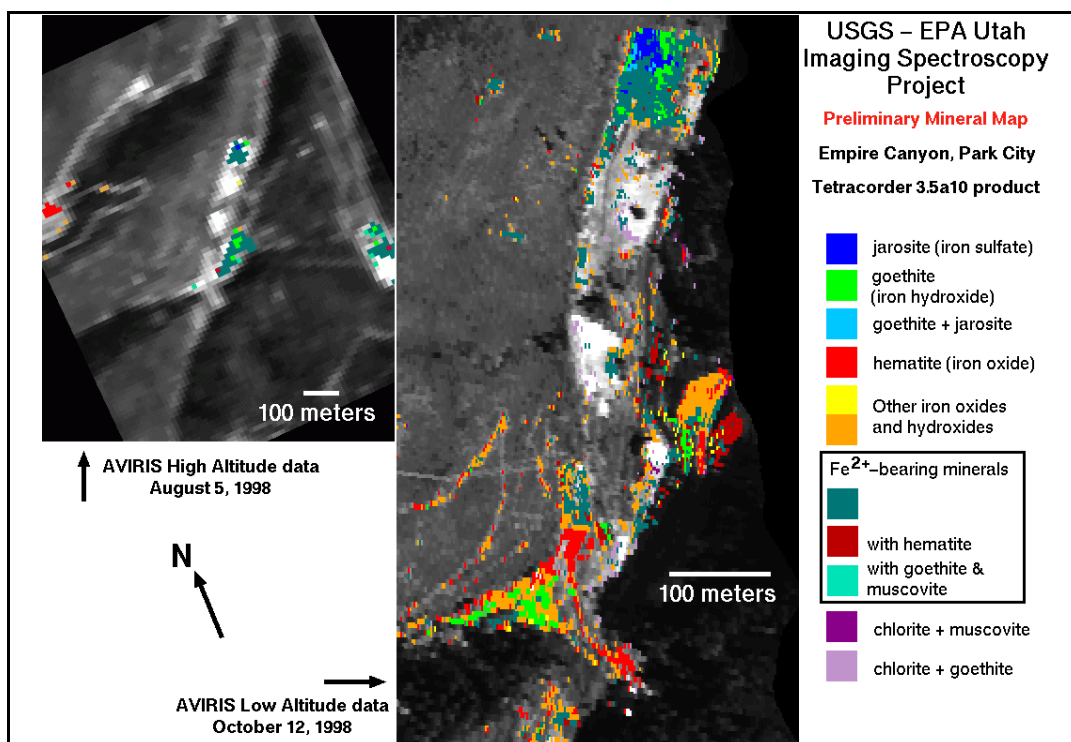 USGS – EPA Utah
Imaging Spectroscopy
Project
Preliminary Mineral Map
Empire Canyon, Park City
Tetracorder 3.5a10 product
jarosite (iron sulfate)
goethite
(iron hydroxide)
goethite + jarosite
hematite (iron oxide)
Other iron oxides
and hydroxides
Fe2+–bearing minerals
with hematite
with goethite &
muscovite
chlorite + muscovite
chlorite + goethite
100 meters
AVIRIS High Altitude data
August 5, 1998
N
100 meters
AVIRIS Low Altitude data
October 12, 1998